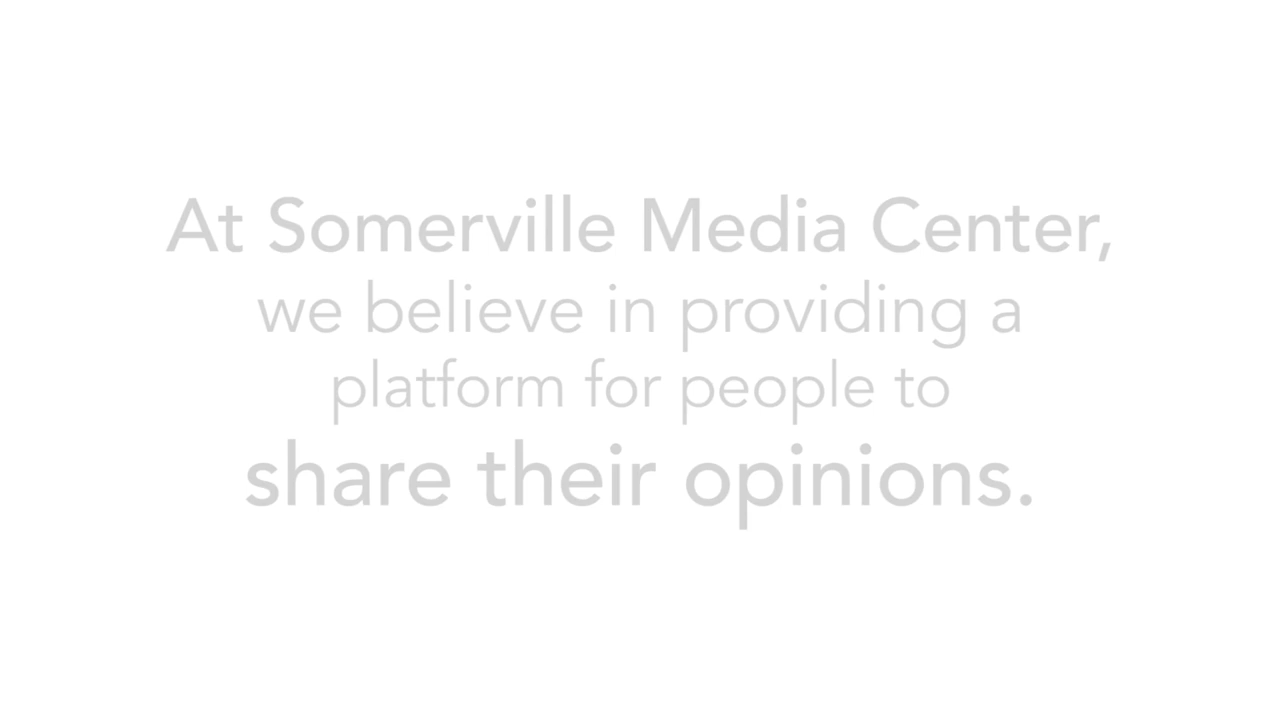 At Somerville Media Center,
we believe in providing a
platform for people to
share their opinions.